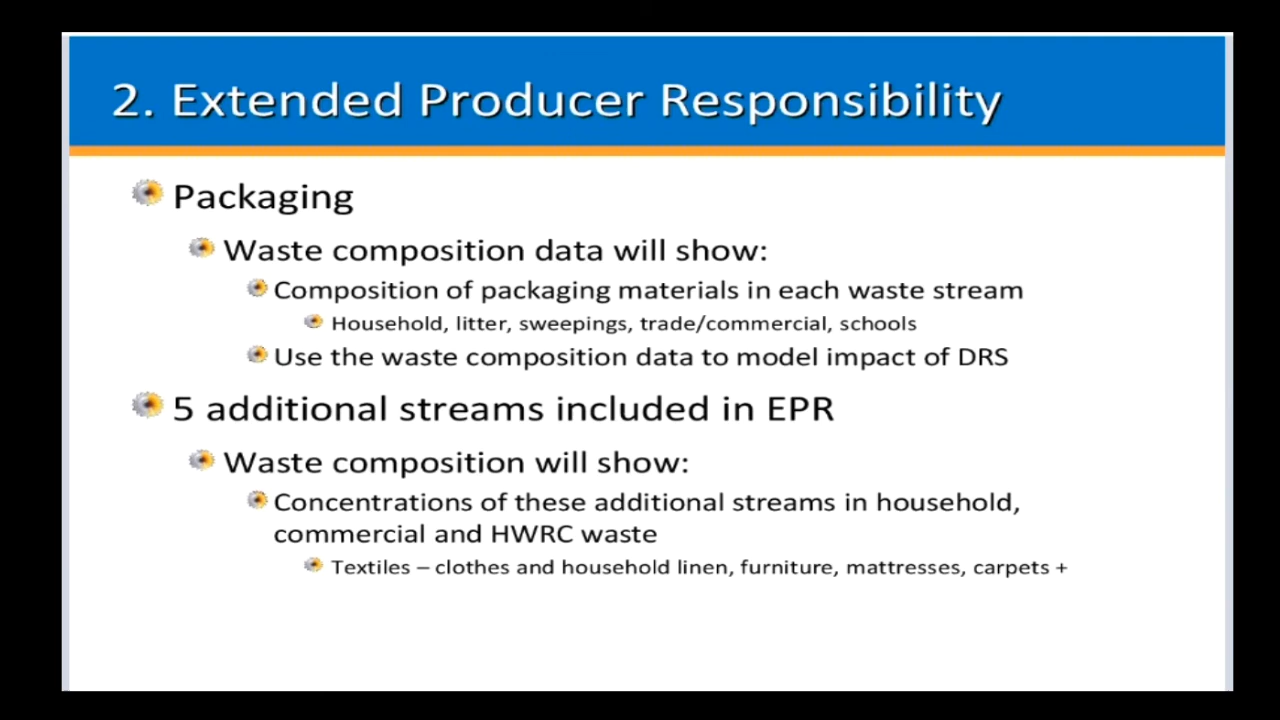 2. Extended Producer Responsibility
Packaging
Waste composition data will show:
Composition of packaging materials in each waste stream
Household, litter, sweepings, trade/commercial, schools
Use the waste composition data to model impact of DRS
5 additional streams included in EPR
Waste composition will show:
Concentrations of these additional streams in household,
commercial and HWRC waste
Textiles – clothes and household linen, furniture, mattresses, carpets +